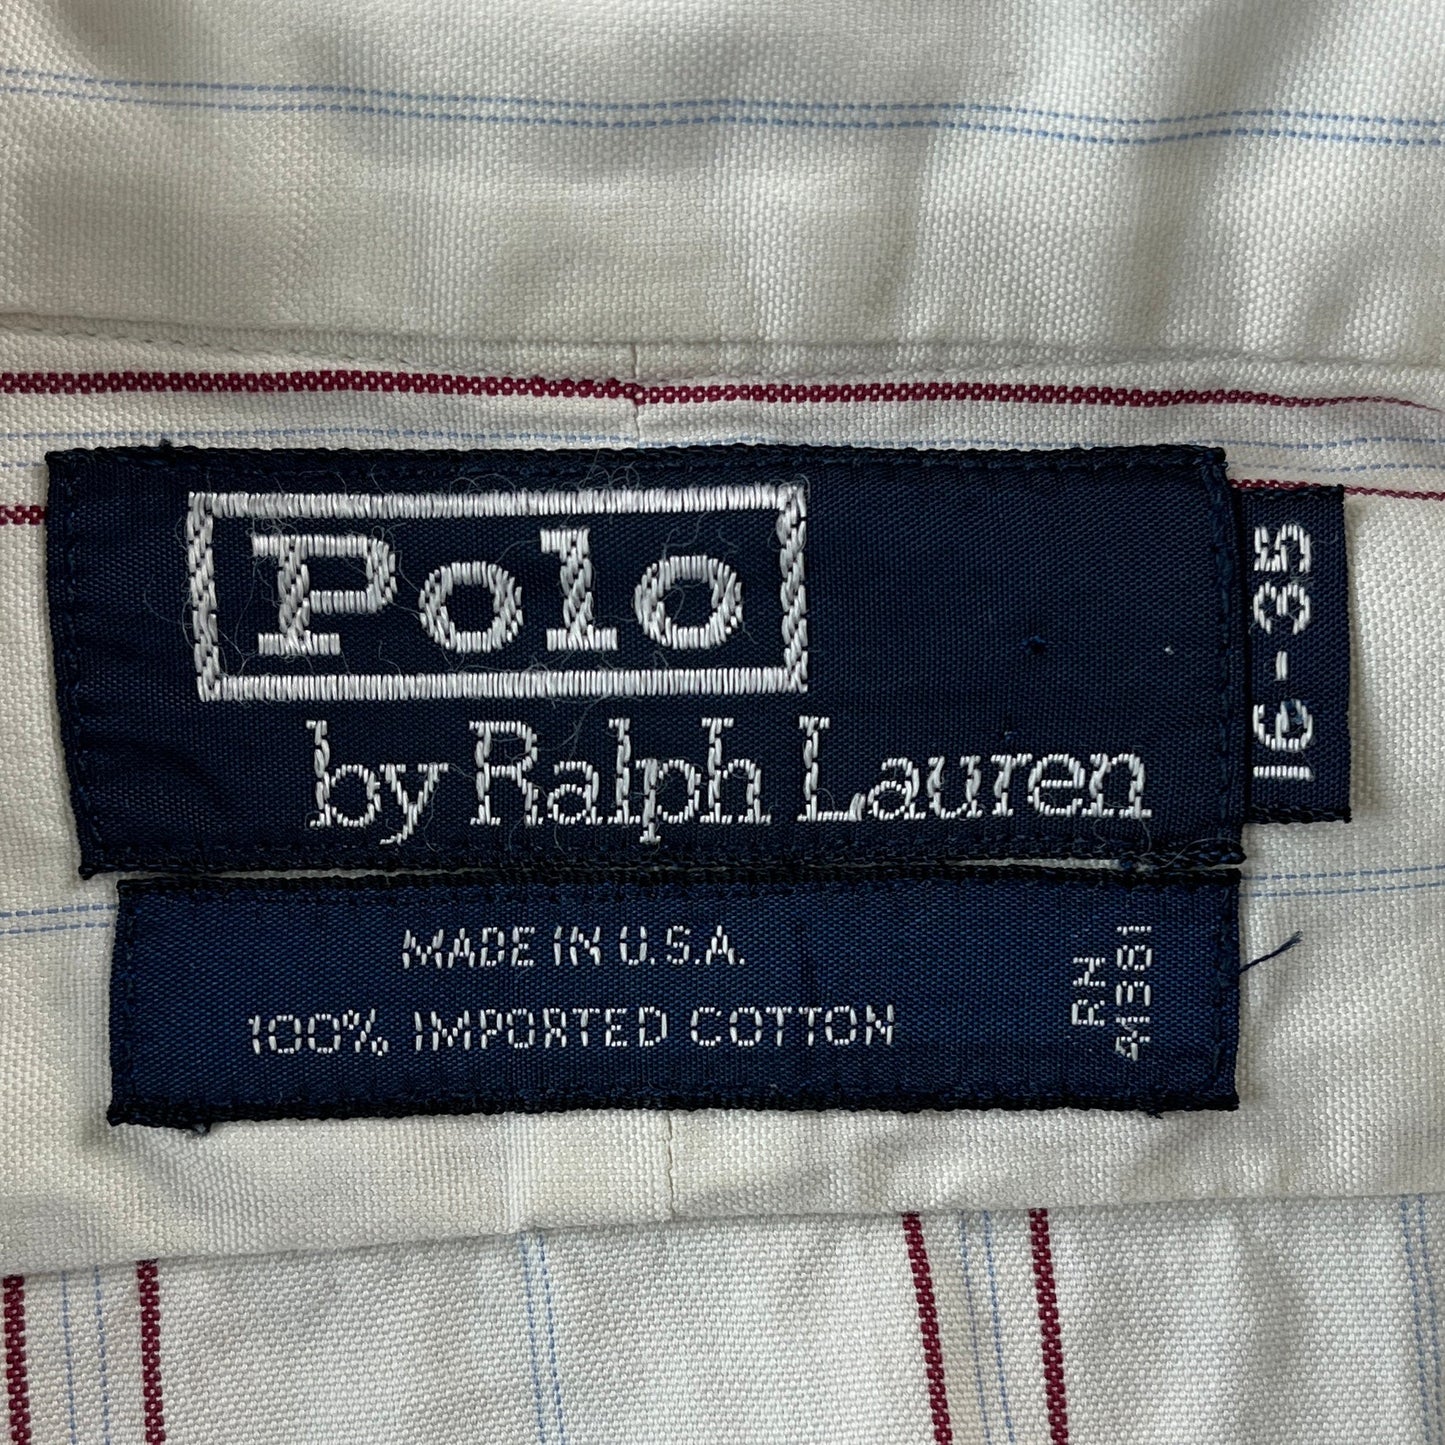 Polo
by Ralph Lauren
16-35
MADE IN U.S.A.
100% IMPORTED COTTON
RN
41381